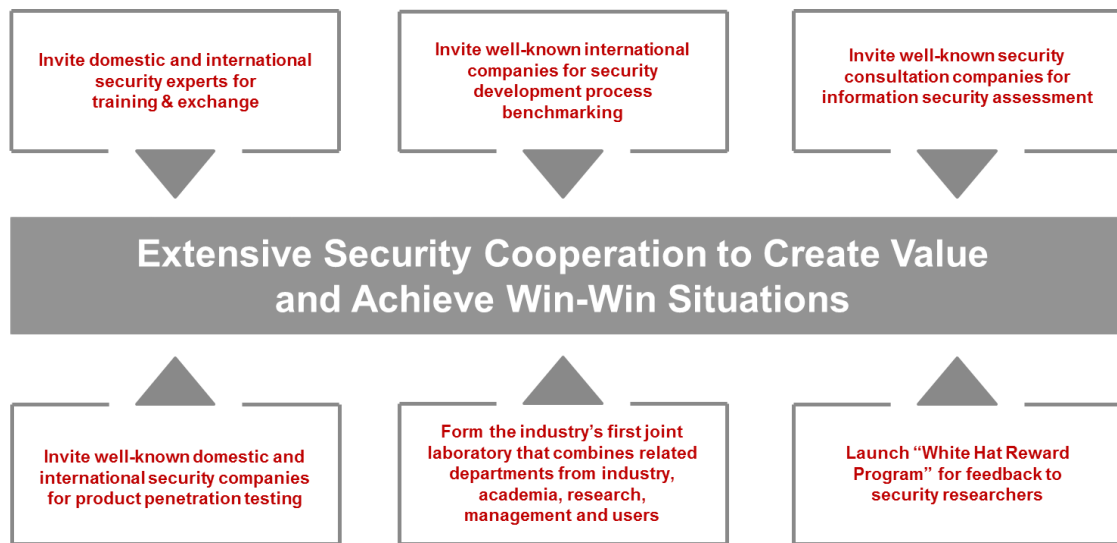 Invite domestic and international
security experts for
training & exchange
Invite well-known international
companies for security
development process
benchmarking
Invite well-known security
consultation companies for
information security assessment
Extensive Security Cooperation to Create Value
and Achieve Win-Win Situations
Invite well-known domestic and
international security companies
for product penetration testing
Form the industry’s first joint
laboratory that combines related
departments from industry,
academia, research,
management and users
Launch “White Hat Reward
Program” for feedback to
security researchers